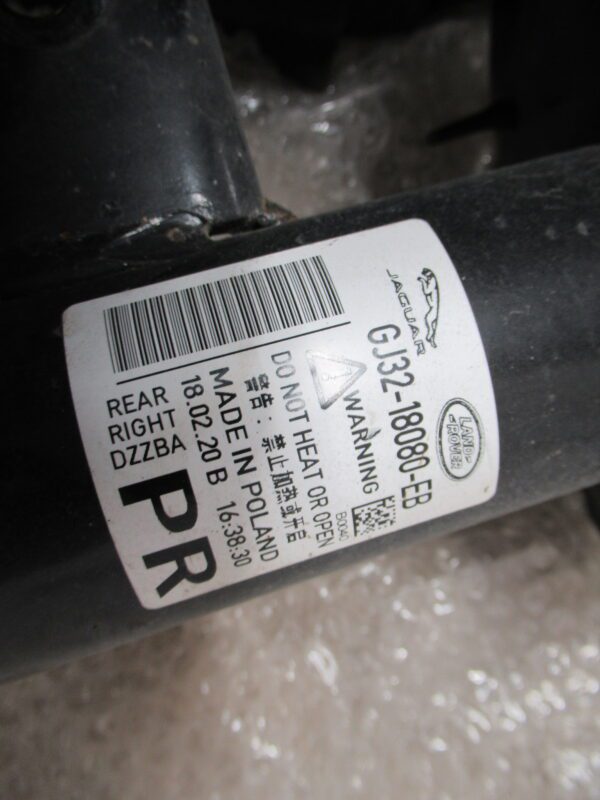 JAGUAR
LAND-
ROVER
GJ32-18080-EB
WARNING
B0040
DO NOT HEAT OR OPEN
警告：禁止加热或开启
MADE IN POLAND
18.02.20 B 16:38:30
REAR
RIGHT
DZZBA
PR